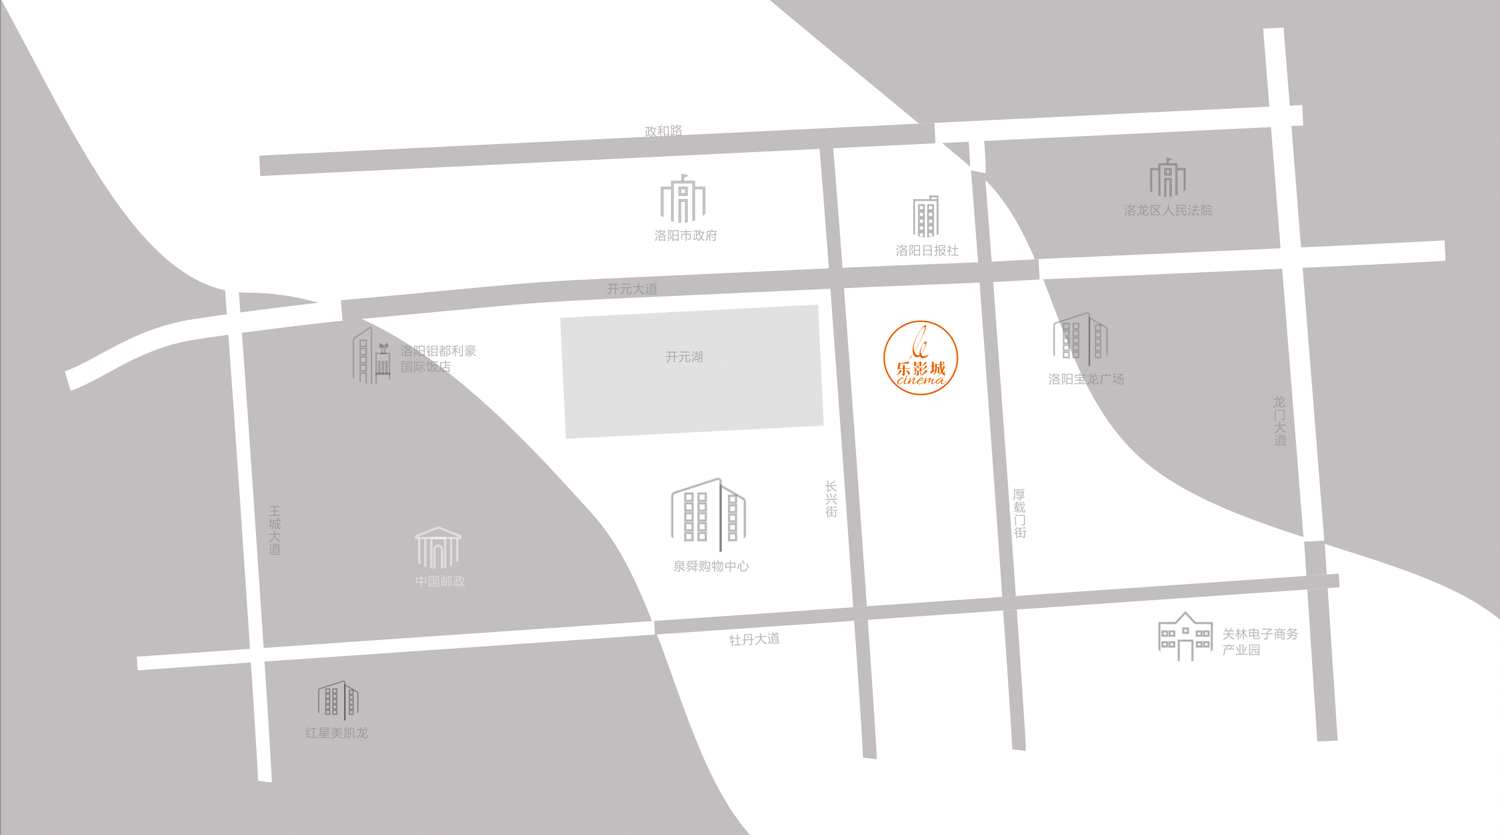 政和路
洛阳市政府
洛阳日报社
洛龙区人民法院
开元大道
洛阳钼都利豪
国际饭店
开元湖
乐影城
cinema
洛阳宝龙广场
龙门大道
长兴街
厚载门街
王城大道
中国邮政
泉舜购物中心
牡丹大道
关林电子商务
产业园
红星美凯龙